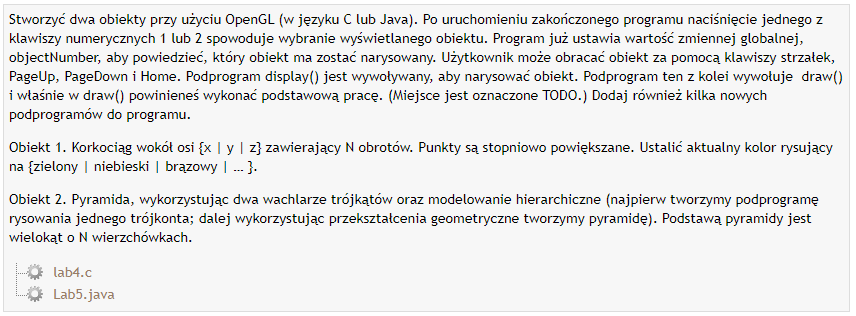 Stworzyć dwa obiekty przy użyciu OpenGL (w języku C lub Java). Po uruchomieniu zakończonego programu naciśnięcie jednego z
klawiszy numerycznych 1 lub 2 spowoduje wybranie wyświetlanego obiektu. Program już ustawia wartość zmiennej globalnej,
objectNumber, aby powiedzieć, który obiekt ma zostać narysowany. Użytkownik może obracać obiekt za pomocą klawiszy strzałek,
PageUp, PageDown i Home. Podprogram display() jest wywoływany, aby narysować obiekt. Podprogram ten z kolei wywołuje draw()
i właśnie w draw() powinieneś wykonać podstawową pracę. (Miejsce jest oznaczone TODO.) Dodaj również kilka nowych
podprogramów do programu.
Obiekt 1. Korkociąg wokół osi {x | y | z} zawierający N obrotów. Punkty są stopniowo powiększane. Ustalić aktualny kolor rysujący
na {zielony | niebieski | brązowy | … }.
Obiekt 2. Pyramida, wykorzystując dwa wachlarze trójkątów oraz modelowanie hierarchiczne (najpierw tworzymy podprogramę
rysowania jednego trójkonta; dalej wykorzystując przekształcenia geometryczne tworzymy pyramidę). Podstawą pyramidy jest
wielokąt o N wierzchówkach.
lab4.c
Lab5.java